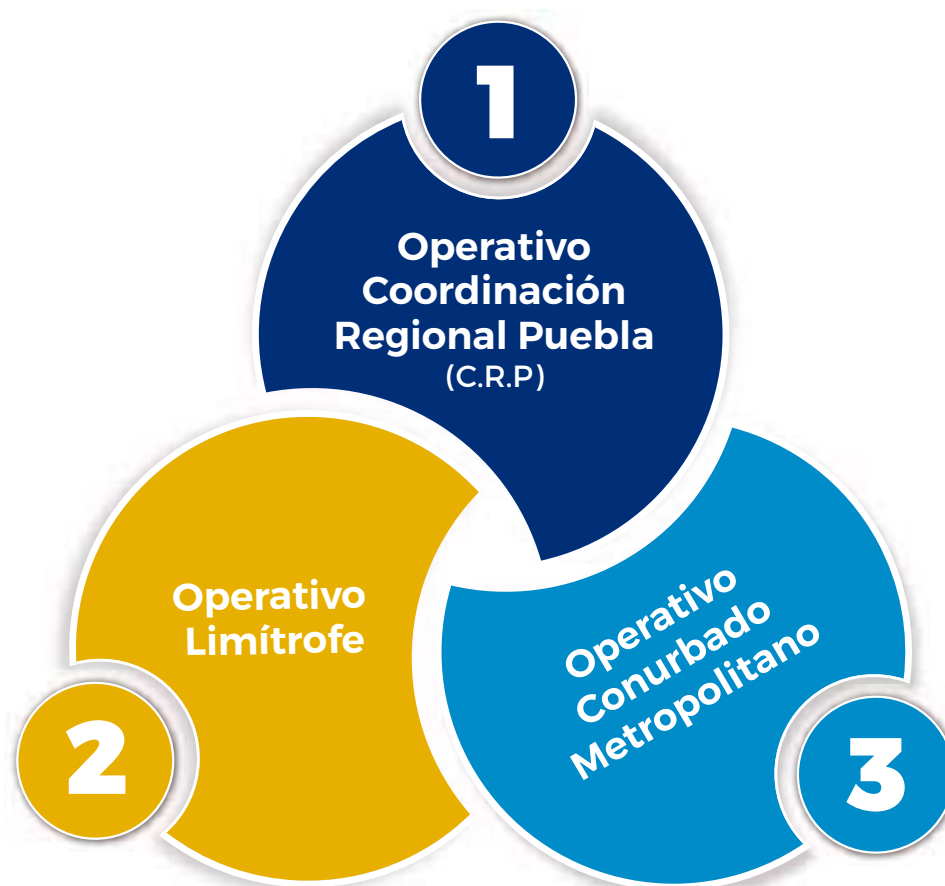 1
Operativo
Coordinación
Regional Puebla
(C.R.P)
Operativo
Limítrofe
2
Operativo
Conurbado
Metropolitano
3